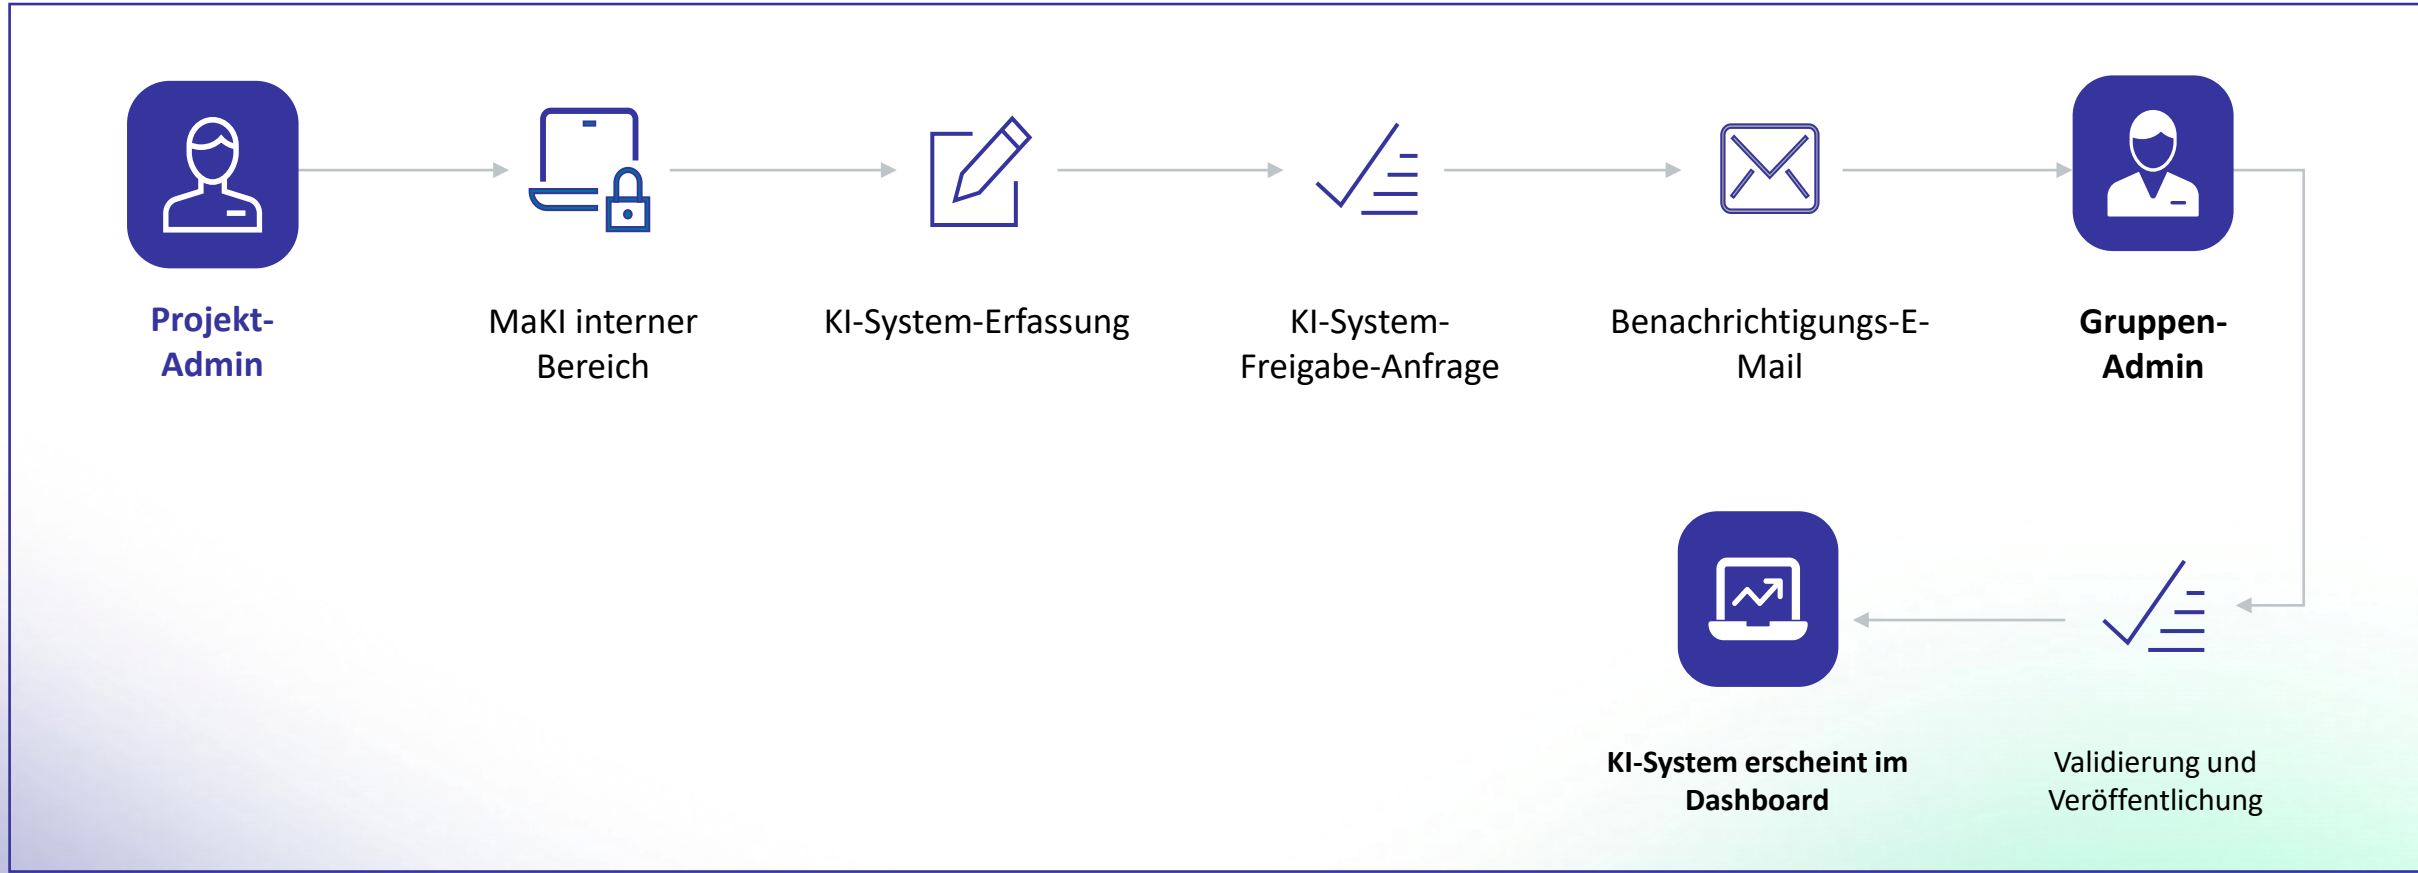 Projekt-
Admin
MaKI interner
Bereich
KI-System-Erfassung
KI-System-
Freigabe-Anfrage
Benachrichtigungs-E-
Mail
Gruppen-
Admin
KI-System erscheint im
Dashboard
Validierung und
Veröffentlichung